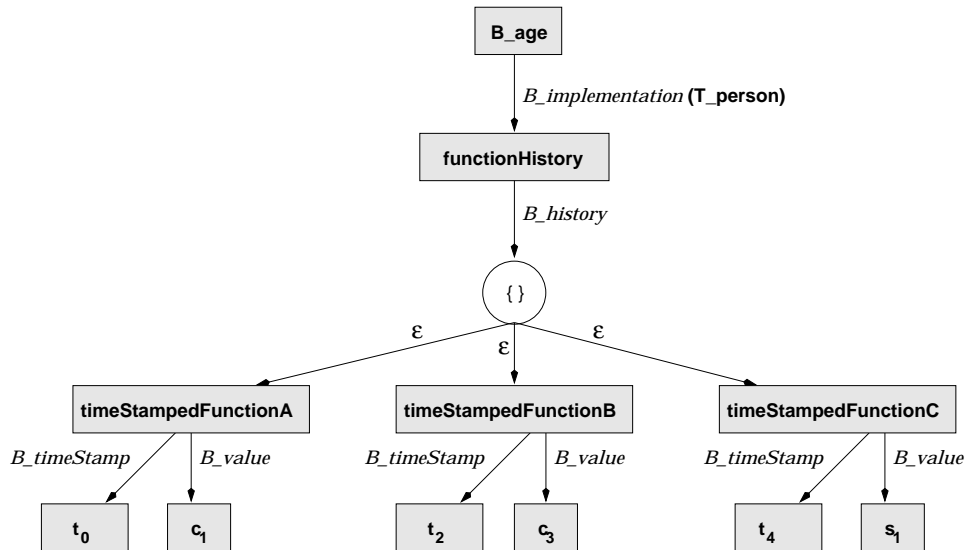 B_age
B_implementation (T_person)
functionHistory
B_history
{ }
ε ε ε
timeStampedFunctionA timeStampedFunctionB timeStampedFunctionC
B_timeStamp B_value B_timeStamp B_value B_timeStamp B_value
t₀ c₁ t₂ c₃ t₄ s₁